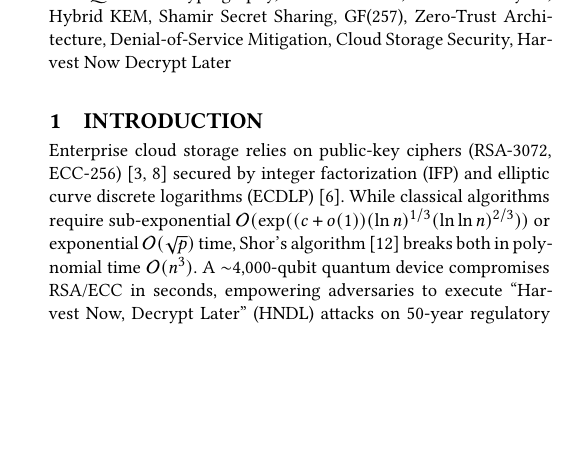 Hybrid KEM, Shamir Secret Sharing, GF(257), Zero-Trust Archi-
tecture, Denial-of-Service Mitigation, Cloud Storage Security, Har-
vest Now Decrypt Later
1 INTRODUCTION
Enterprise cloud storage relies on public-key ciphers (RSA-3072,
ECC-256) [3, 8] secured by integer factorization (IFP) and elliptic
curve discrete logarithms (ECDLP) [6]. While classical algorithms
require sub-exponential O(exp((c + o(1))(ln n)^{1/3}(ln ln n)^{2/3})) or
exponential O(√p) time, Shor's algorithm [12] breaks both in poly-
nomial time O(n³). A ~4,000-qubit quantum device compromises
RSA/ECC in seconds, empowering adversaries to execute “Har-
vest Now, Decrypt Later” (HNDL) attacks on 50-year regulatory